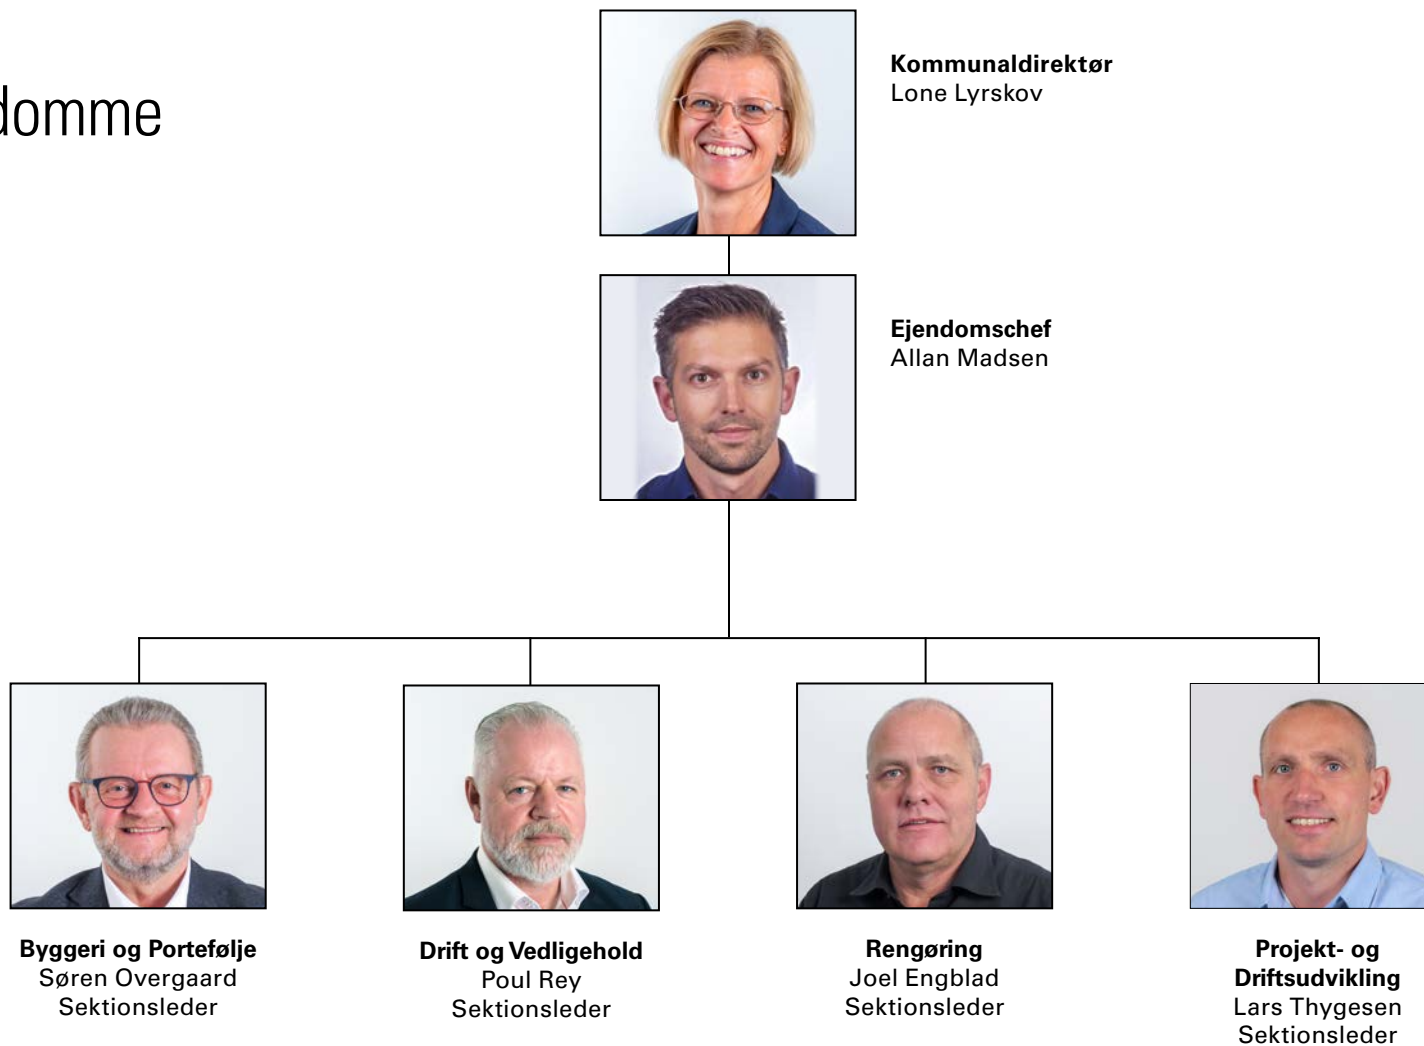 domme
Kommunaldirektør
Lone Lyrskov
Ejendomschef
Allan Madsen
Byggeri og Portefølje
Søren Overgaard
Sektionsleder
Drift og Vedligehold
Poul Rey
Sektionsleder
Rengøring
Joel Engblad
Sektionsleder
Projekt- og
Driftsudvikling
Lars Thygesen
Sektionsleder